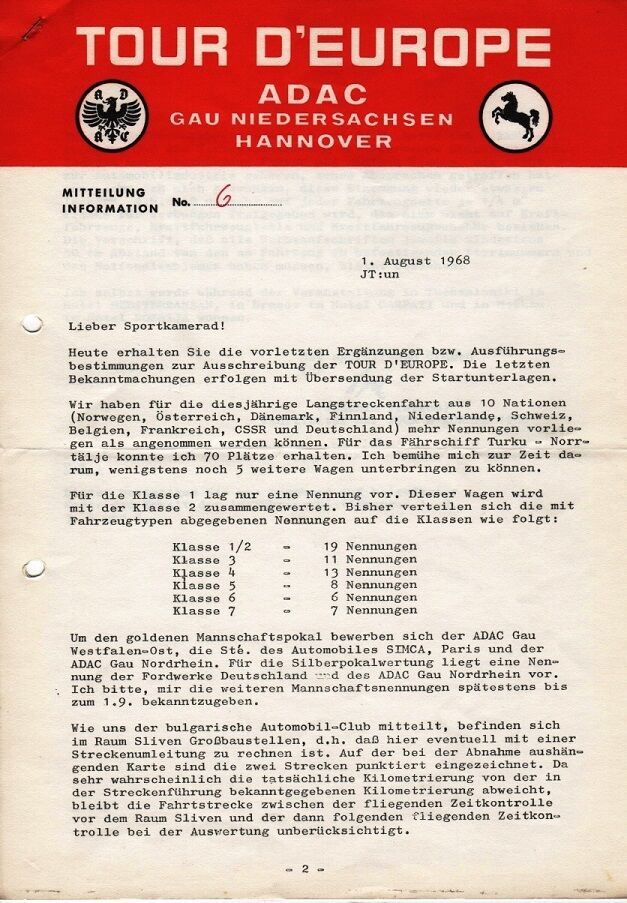 TOUR D'EUROPE
ADAC
GAU NIEDERSACHSEN
HANNOVER
A D
A C
MITTEILUNG
INFORMATION No. 6
1. August 1968
JT:un
Lieber Sportkamerad!
Heute erhalten Sie die vorletzten Ergänzungen bzw. Ausführungs-
bestimmungen zur Ausschreibung der TOUR D'EUROPE. Die letzten
Bekanntmachungen erfolgen mit Übersendung der Startunterlagen.
Wir haben für die diesjährige Langstreckenfahrt aus 10 Nationen
(Norwegen, Österreich, Dänemark, Finnland, Niederlande, Schweiz,
Belgien, Frankreich, CSSR und Deutschland) mehr Nennungen vorlie-
gen als angenommen werden können. Für das Fährschiff Turku - Norr-
tälje konnte ich 70 Plätze erhalten. Ich bemühe mich zur Zeit da-
rum, wenigstens noch 5 weitere Wagen unterbringen zu können.
Für die Klasse 1 lag nur eine Nennung vor. Dieser Wagen wird
mit der Klasse 2 zusammengewertet. Bisher verteilen sich die mit
Fahrzeugtypen abgegebenen Nennungen auf die Klassen wie folgt:
Klasse 1/2 - 19 Nennungen
Klasse 3 - 11 Nennungen
Klasse 4 - 13 Nennungen
Klasse 5 - 8 Nennungen
Klasse 6 - 6 Nennungen
Klasse 7 - 7 Nennungen
Um den goldenen Mannschaftspokal bewerben sich der ADAC Gau
Westfalen-Ost, die Sté. des Automobiles SIMCA, Paris und der
ADAC Gau Nordrhein. Für die Silberpokalwertung liegt eine Nen-
nung der Fordwerke Deutschland und des ADAC Gau Nordrhein vor.
Ich bitte, mir die weiteren Mannschaftsnennungen spätestens bis
zum 1.9. bekanntzugeben.
Wie uns der bulgarische Automobil-Club mitteilt, befinden sich
im Raum Sliven Großbaustellen, d.h. daß hier eventuell mit einer
Streckenumleitung zu rechnen ist. Auf der bei der Abnahme aushän-
genden Karte sind die zwei Strecken punktiert eingezeichnet. Da
sehr wahrscheinlich die tatsächliche Kilometrierung von der in
der Streckenführung bekanntgegebenen Kilometrierung abweicht,
bleibt die Fahrtstrecke zwischen der fliegenden Zeitkontrolle
vor dem Raum Sliven und der dann folgenden fliegenden Zeitkon-
trolle bei der Auswertung unberücksichtigt.
- 2 -